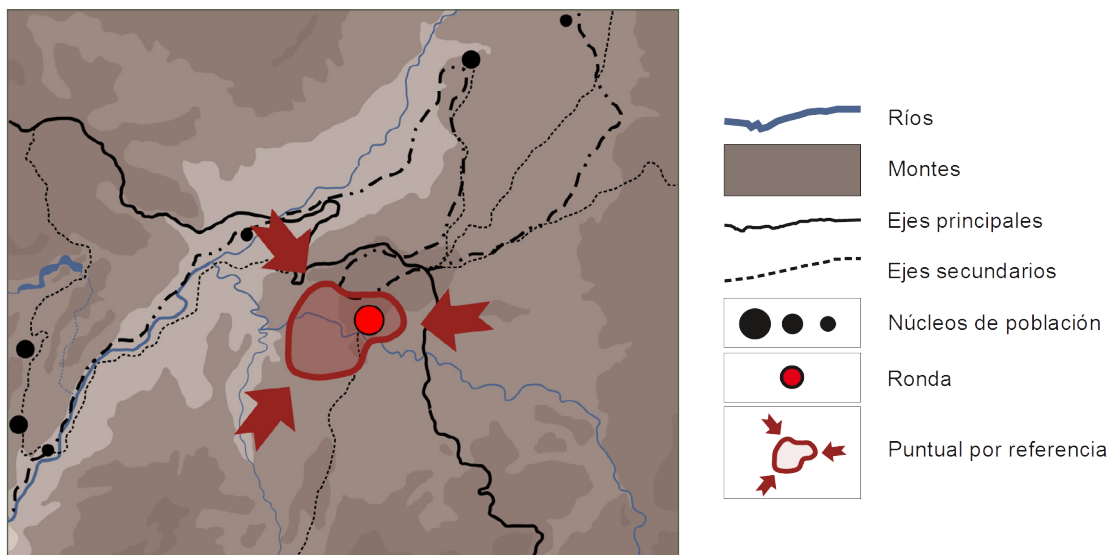 Ríos
Montes
Ejes principales
Ejes secundarios
Núcleos de población
Ronda
Puntual por referencia